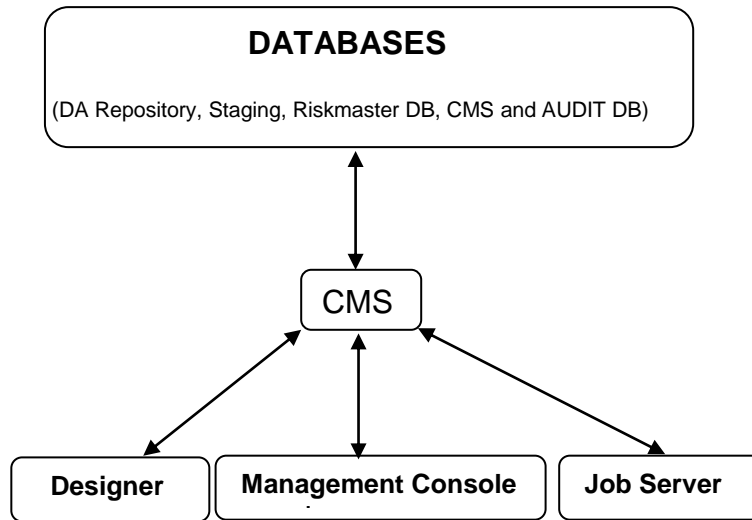 DATABASES
(DA Repository, Staging, Riskmaster DB, CMS and AUDIT DB)
CMS
Designer
Management Console
Job Server